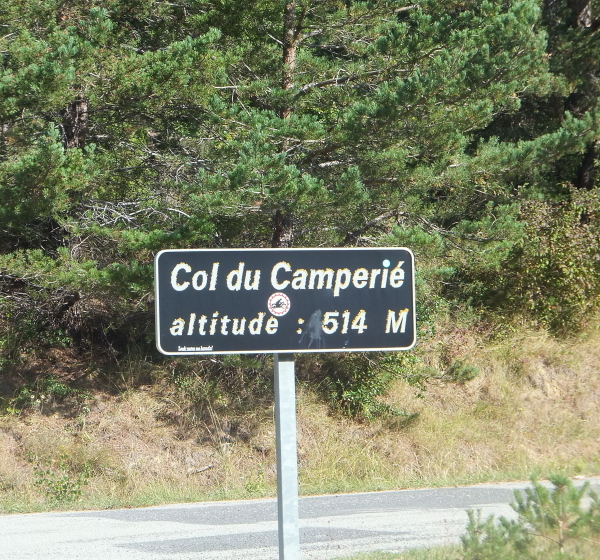 Col du Camperié
altitude : 514 M